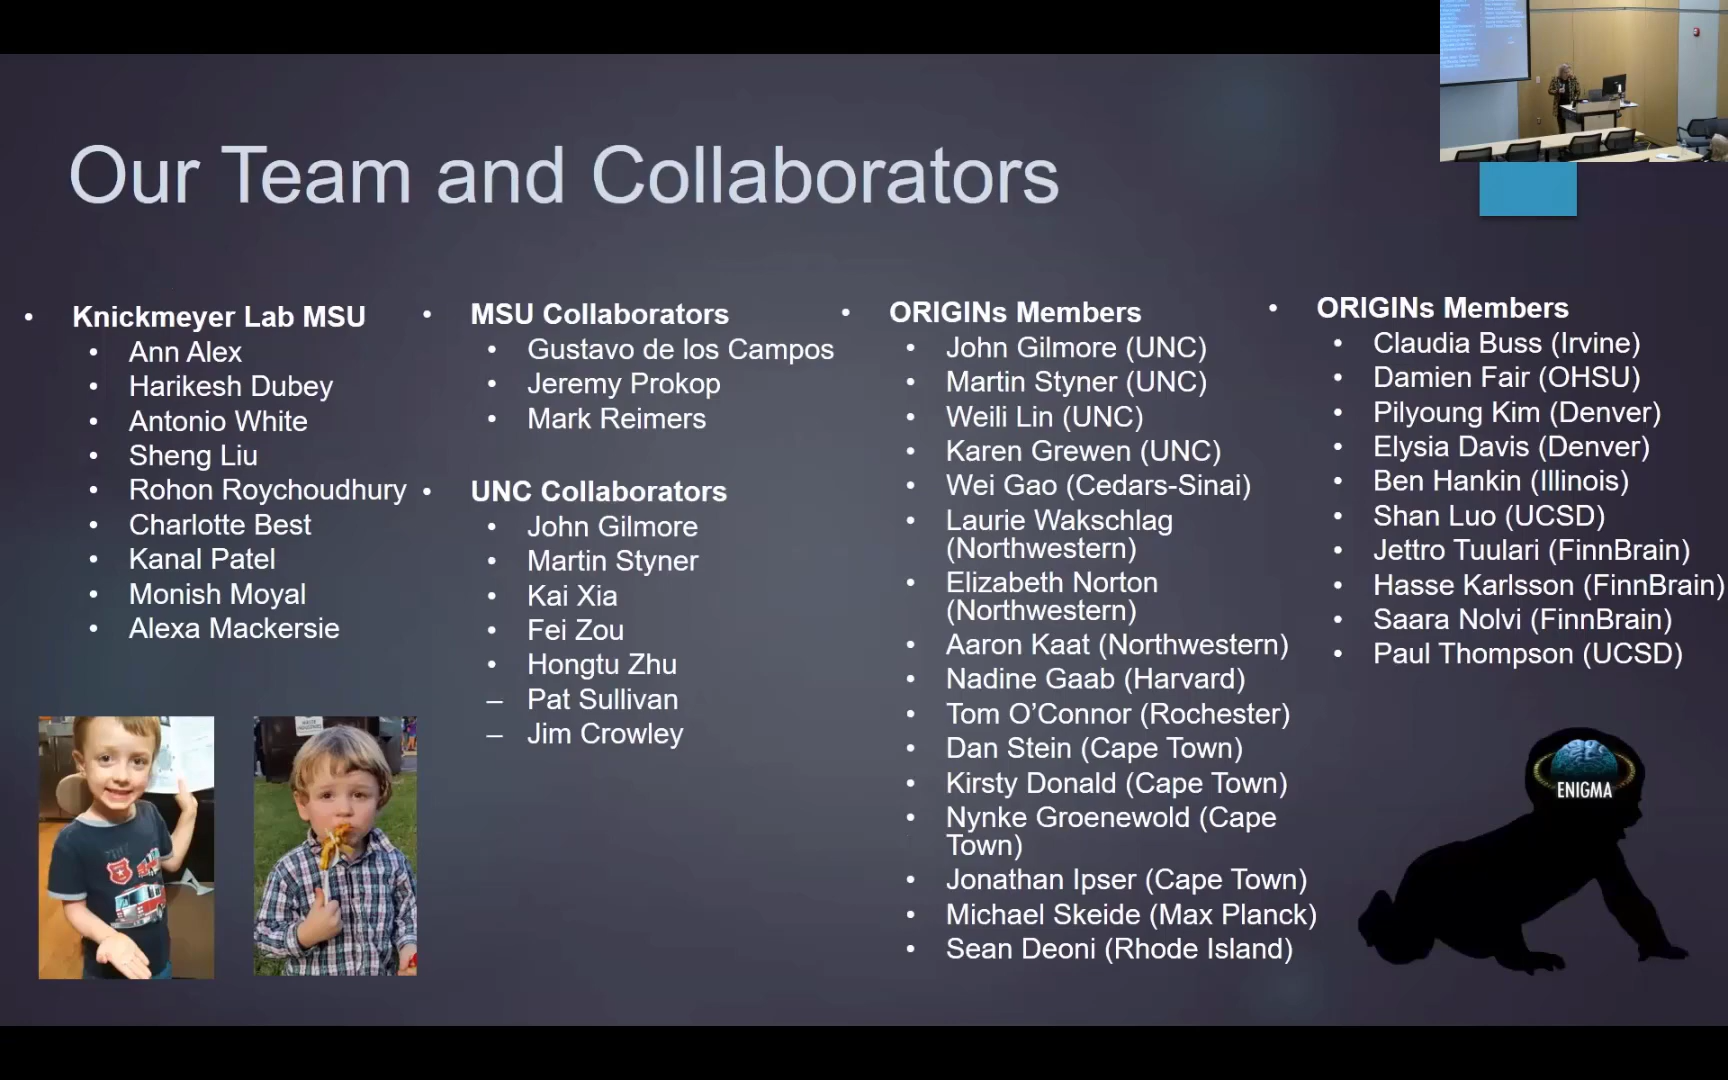 Our Team and Collaborators
Knickmeyer Lab MSU
Ann Alex
Harikesh Dubey
Antonio White
Sheng Liu
Rohon Roychoudhury
Charlotte Best
Kanal Patel
Monish Moyal
Alexa Mackersie
MSU Collaborators
Gustavo de los Campos
Jeremy Prokop
Mark Reimers
UNC Collaborators
John Gilmore
Martin Styner
Kai Xia
Fei Zou
Hongtu Zhu
– Pat Sullivan
– Jim Crowley
ORIGINs Members
John Gilmore (UNC)
Martin Styner (UNC)
Weili Lin (UNC)
Karen Grewen (UNC)
Wei Gao (Cedars-Sinai)
Laurie Wakschlag
(Northwestern)
Elizabeth Norton
(Northwestern)
Aaron Kaat (Northwestern)
Nadine Gaab (Harvard)
Tom O’Connor (Rochester)
Dan Stein (Cape Town)
Kirsty Donald (Cape Town)
Nynke Groenewold (Cape
Town)
Jonathan Ipser (Cape Town)
Michael Skeide (Max Planck)
Sean Deoni (Rhode Island)
ORIGINs Members
Claudia Buss (Irvine)
Damien Fair (OHSU)
Pilyoung Kim (Denver)
Elysia Davis (Denver)
Ben Hankin (Illinois)
Shan Luo (UCSD)
Jettro Tuulari (FinnBrain)
Hasse Karlsson (FinnBrain)
Saara Nolvi (FinnBrain)
Paul Thompson (UCSD)
ENIGMA